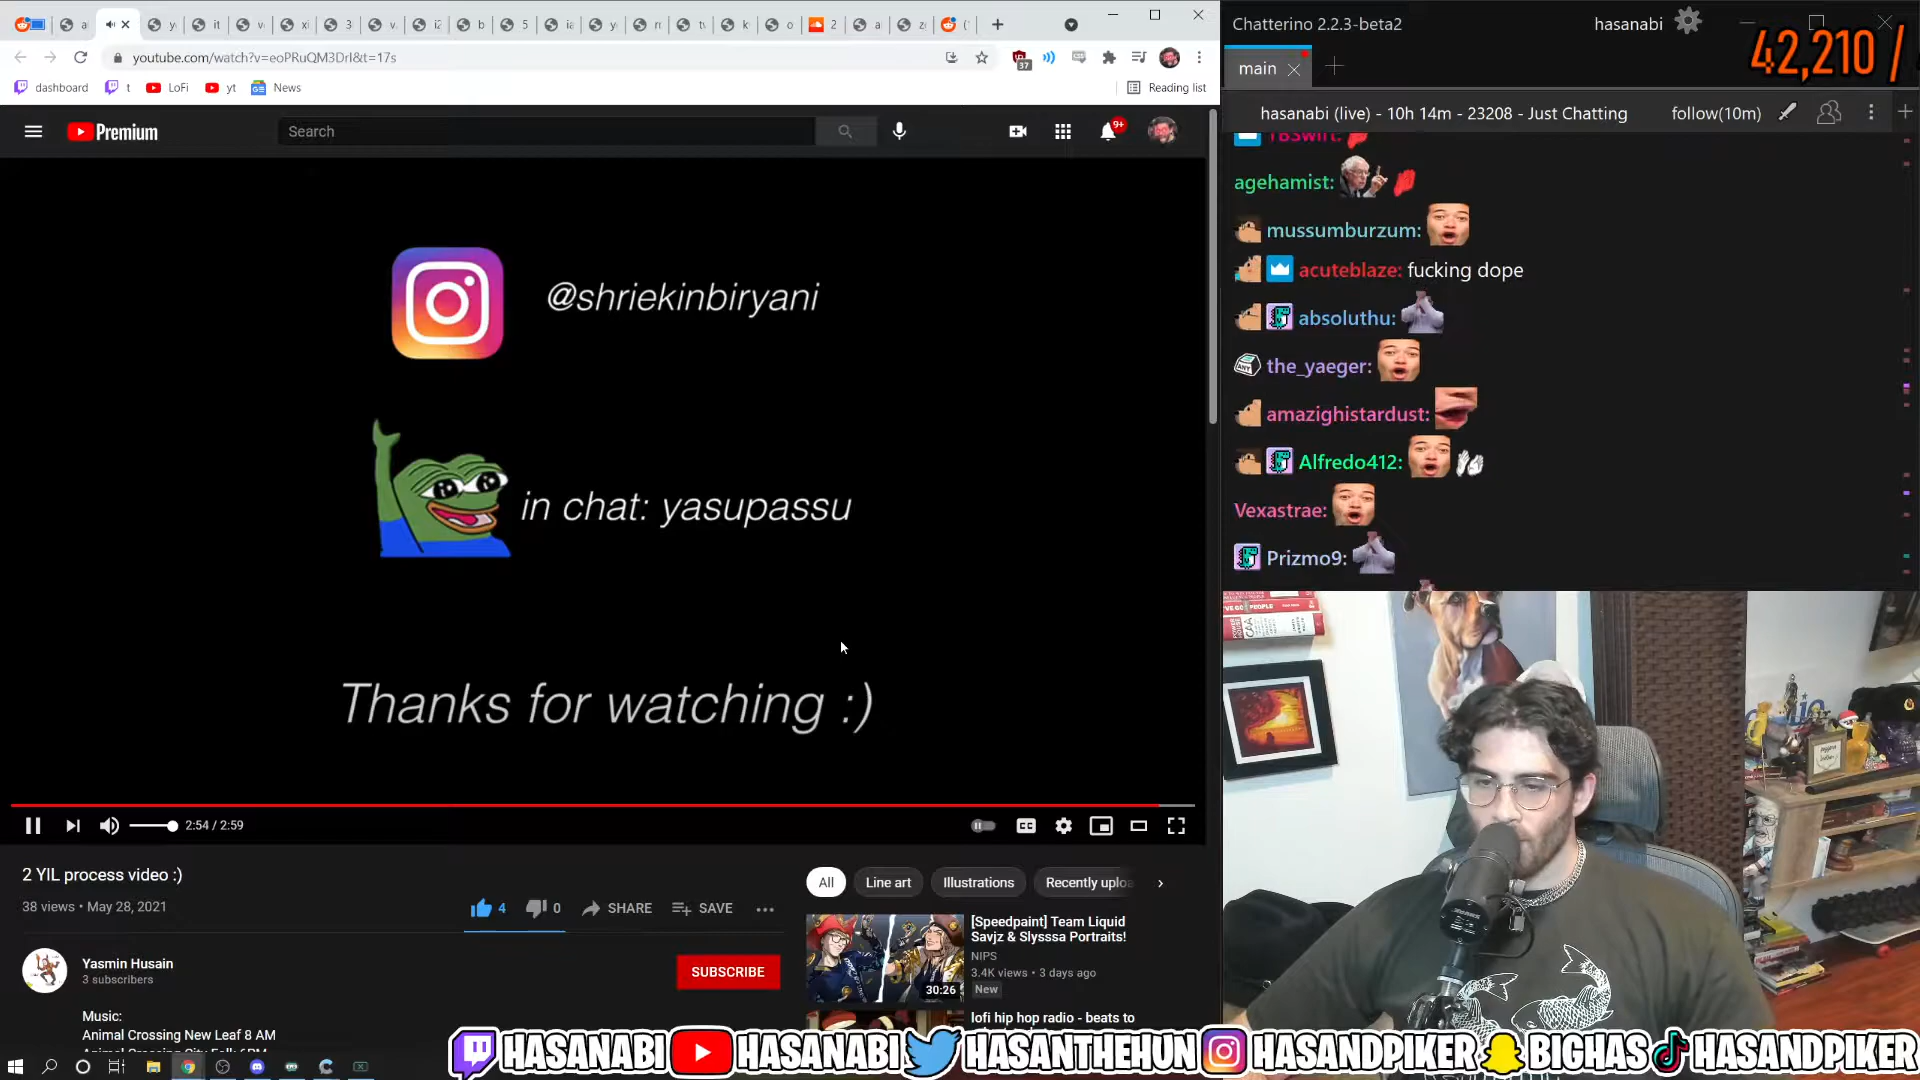 youtube.com/watch?v=eoPRuQM3DrI&t=17s
37
dashboard
t
LoFi
yt
News
Reading list
Premium
Search
9+
@shriekinbiryani
in chat: yasupassu
Thanks for watching :)
2:54 / 2:59
CC
2 YIL process video :)
38 views • May 28, 2021
4
0
SHARE
SAVE
Yasmin Husain
3 subscribers
SUBSCRIBE
Music:
Animal Crossing New Leaf 8 AM
All
Line art
Illustrations
Recently uploa
[Speedpaint] Team Liquid
Savjz & Slysssa Portraits!
NIPS
3.4K views • 3 days ago
New
30:26
lofi hip hop radio - beats to
Chatterino 2.2.3-beta2
hasanabi
42,210 /
main
hasanabi (live) - 10h 14m - 23208 - Just Chatting
follow(10m)
agehamist:
mussumburzum:
acuteblaze: fucking dope
absoluthu:
the_yaeger:
amazighistardust:
Alfredo412:
Vexastrae:
Prizmo9:
HASANABI
HASANABI
HASANTHEHUN
HASANDPIKER
BIGHAS
HASANDPIKER